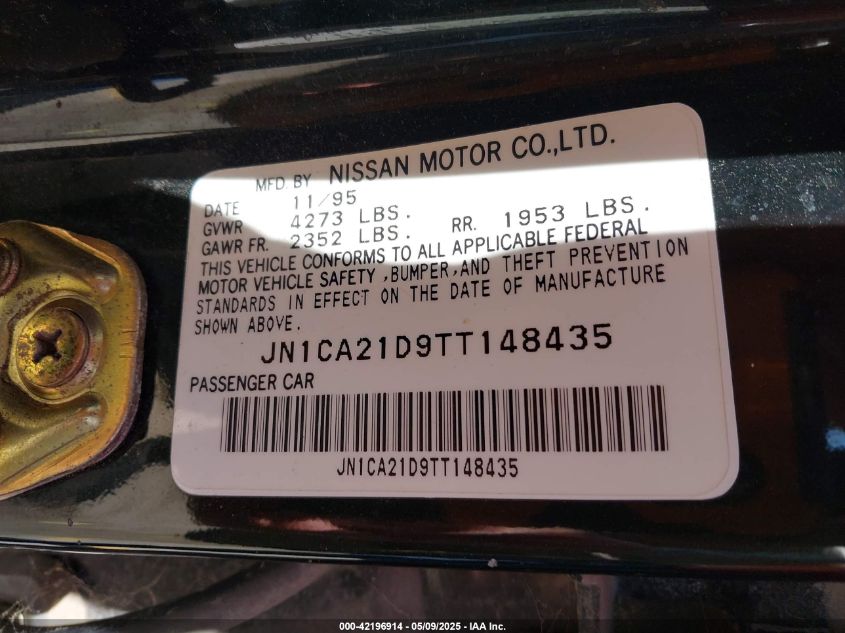 MFD. BY NISSAN MOTOR CO.,LTD.
DATE 11/95
GVWR 4273 LBS.
GAWR FR. 2352 LBS. RR. 1953 LBS.
THIS VEHICLE CONFORMS TO ALL APPLICABLE FEDERAL
MOTOR VEHICLE SAFETY ,BUMPER,AND THEFT PREVENTION
STANDARDS IN EFFECT ON THE DATE OF MANUFACTURE
SHOWN ABOVE.
JN1CA21D9TT148435
PASSENGER CAR
JN1CA21D9TT148435
000-42196914 - 05/09/2025 - IAA Inc.